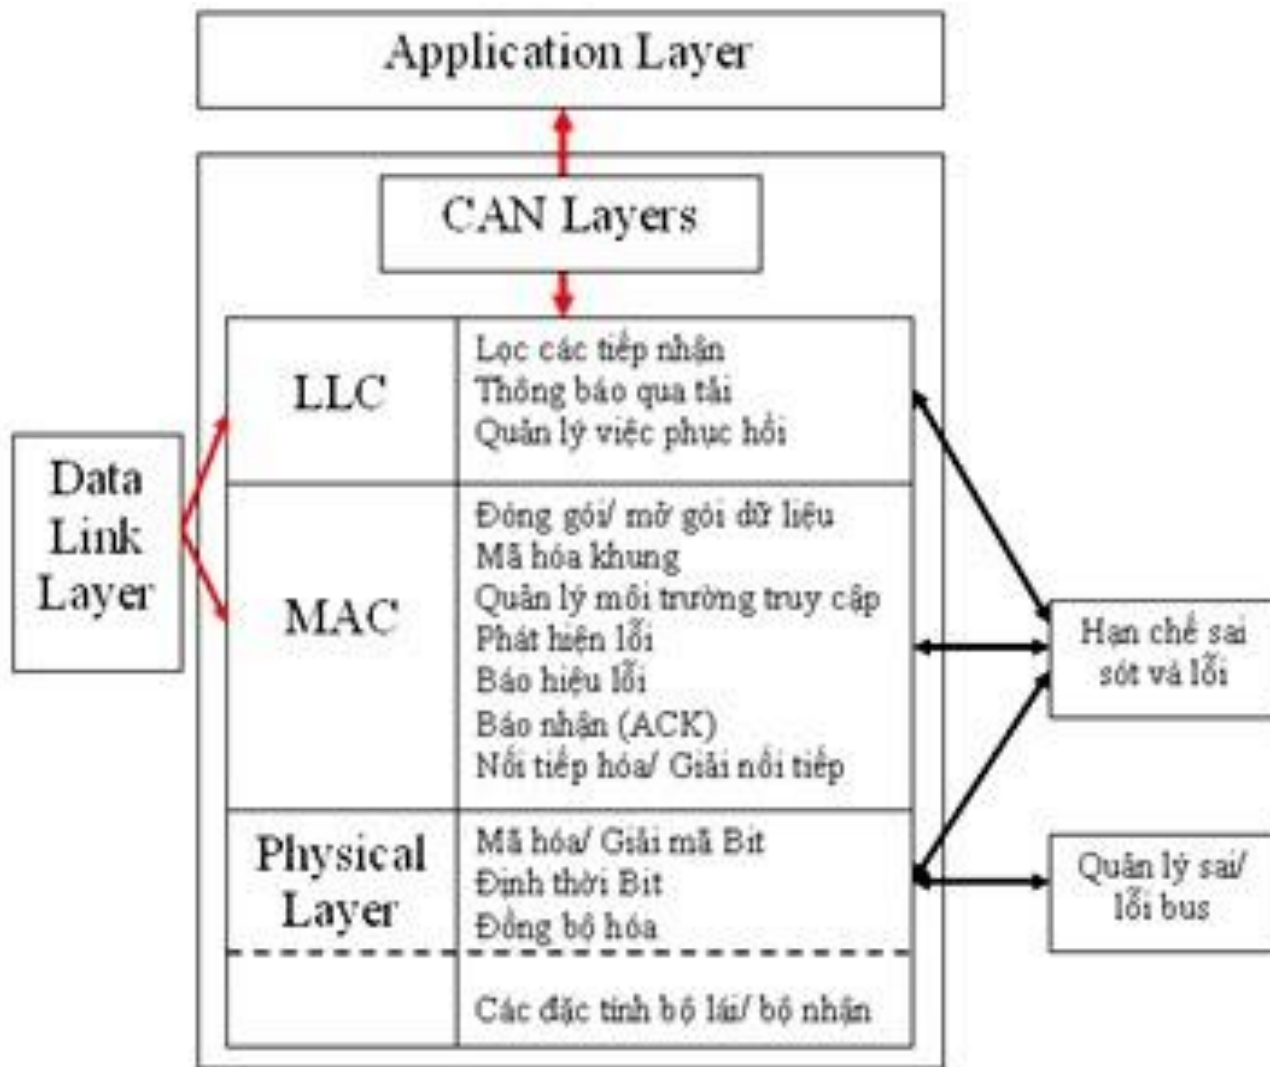 Application Layer
CAN Layers
Data
Link
Layer
LLC
Lọc các tiếp nhận
Thông báo qua tải
Quản lý việc phục hồi
MAC
Đóng gói/ mở gói dữ liệu
Mã hóa khung
Quản lý môi trường truy cập
Phát hiện lỗi
Báo hiệu lỗi
Báo nhận (ACK)
Nối tiếp hóa/ Giải nối tiếp
Physical
Layer
Mã hóa/ Giải mã Bit
Định thời Bit
Đồng bộ hóa
Các đặc tính bộ lái/ bộ nhận
Hạn chế sai
sót và lỗi
Quản lý sai/
lỗi bus